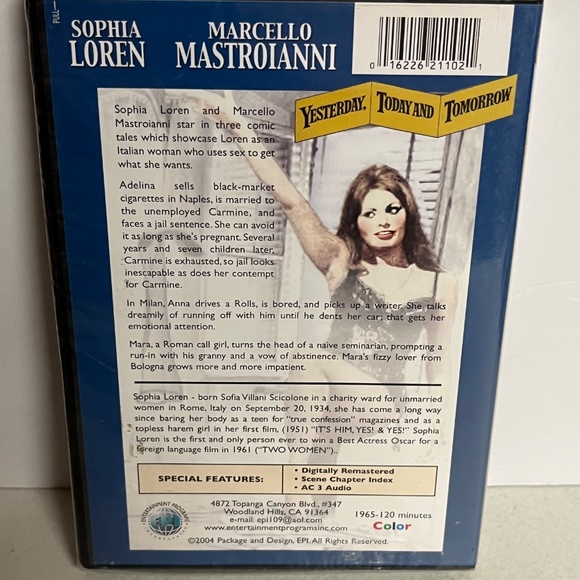 PULL
SOPHIA
LOREN
MARCELLO
MASTROIANNI
0 16226 21102 1
YESTERDAY, TODAY AND TOMORROW
Sophia Loren and Marcello
Mastroianni star in three comic
tales which showcase Loren as an
Italian woman who uses sex to get
what she wants.
Adelina sells black-market
cigarettes in Naples, is married to
the unemployed Carmine, and
faces a jail sentence. She can avoid
it as long as she's pregnant. Several
years and seven children later,
Carmine is exhausted, so jail looks
inescapable as does her contempt
for Carmine.
In Milan, Anna drives a Rolls, is bored, and picks up a writer. She talks
dreamily of running off with him until he dents her car; that gets her
emotional attention.
Mara, a Roman call girl, turns the head of a naive seminarian, prompting a
run-in with his granny and a vow of abstinence. Mara's fizzy lover from
Bologna grows more and more impatient.
Sophia Loren - born Sofia Villani Scicolone in a charity ward for unmarried
women in Rome, Italy on September 20, 1934, she has come a long way
since baring her body as a teen for "true confession" magazines and as a
topless harem girl in her first film, (1951) "IT'S HIM, YES! & YES!" Sophia
Loren is the first and only person ever to win a Best Actress Oscar for a
foreign language film in 1961 ("TWO WOMEN").
SPECIAL FEATURES:
• Digitally Remastered
• Scene Chapter Index
• AC 3 Audio
ENTERTAINMENT PROGRAMS
4872 Topanga Canyon Blvd., #347
Woodland Hills, CA 91364
e-mail: epi109@aol.com
www.entertainmentprogramsinc.com
1965-120 minutes
Color
©2004 Package and Design, EPI. All Rights Reserved.